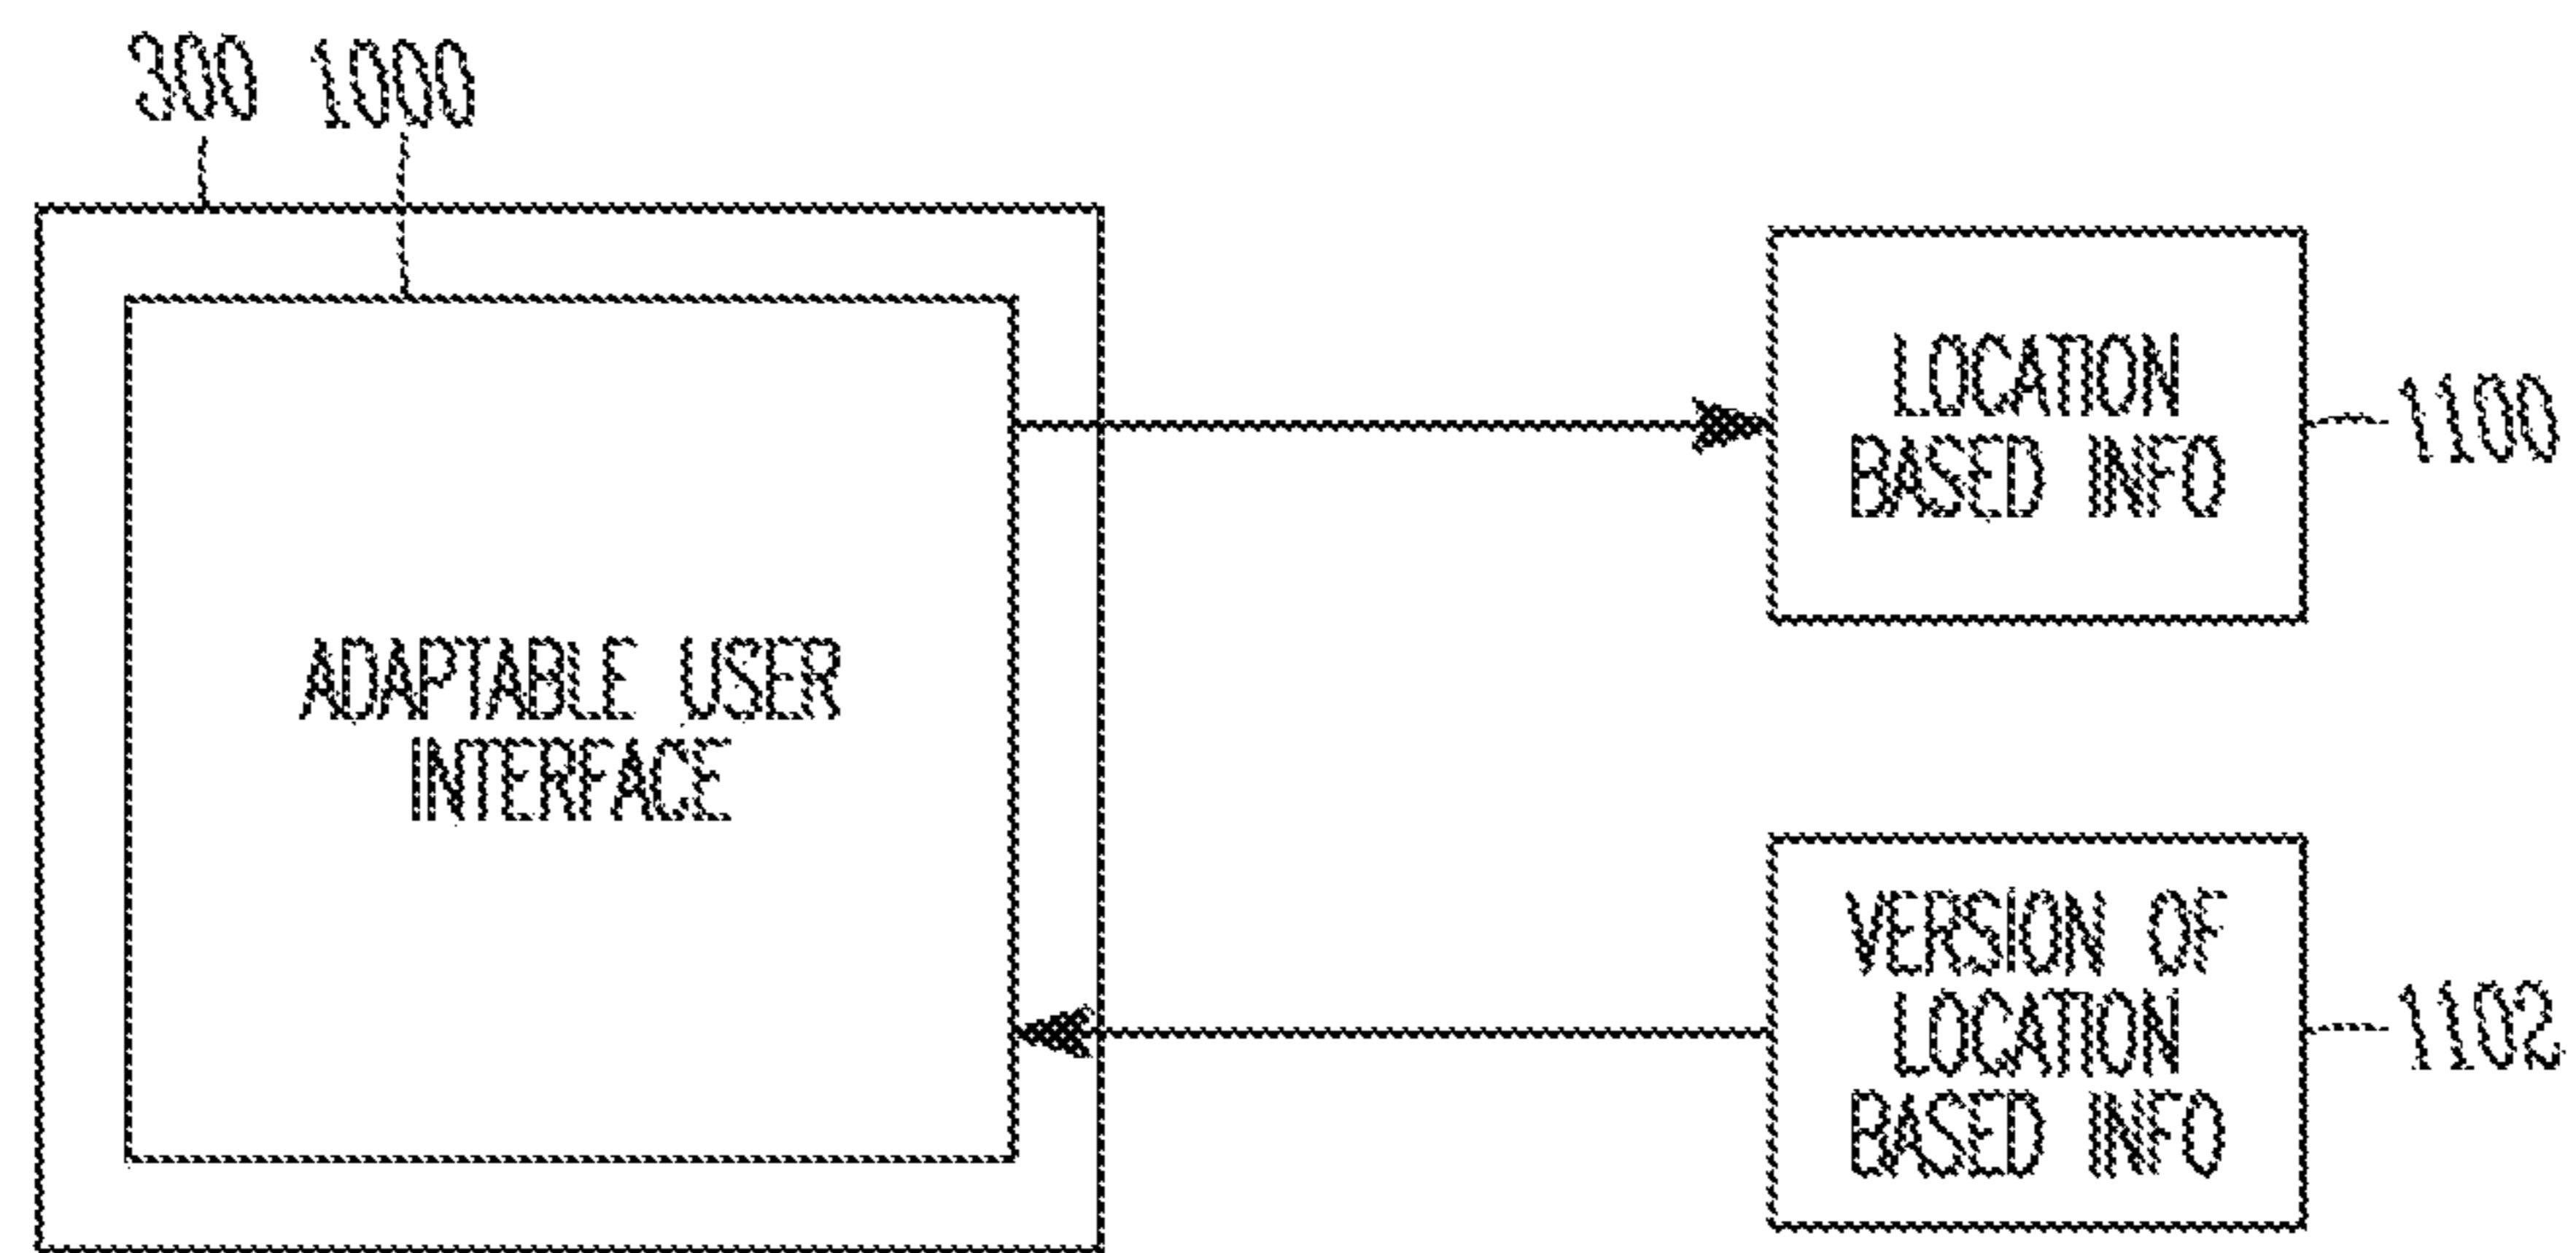 300 1000
LOCATION
BASED INFO
1100
ADAPTABLE USER
INTERFACE
VERSION OF
LOCATION
BASED INFO
1102